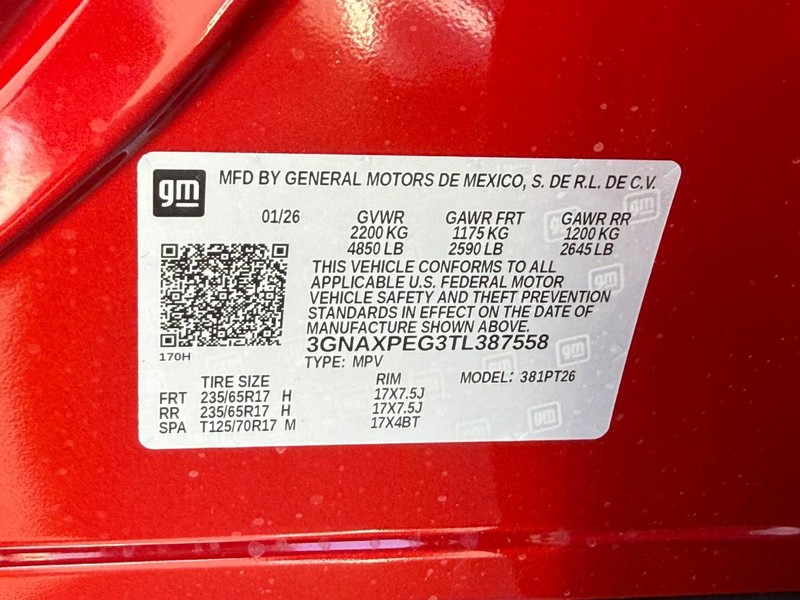 gm MFD BY GENERAL MOTORS DE MEXICO, S. DE R.L. DE C.V.
01/26 GVWR GAWR FRT GAWR RR
2200 KG 1175 KG 1200 KG
4850 LB 2590 LB 2645 LB
THIS VEHICLE CONFORMS TO ALL
APPLICABLE U.S. FEDERAL MOTOR
VEHICLE SAFETY AND THEFT PREVENTION
STANDARDS IN EFFECT ON THE DATE OF
MANUFACTURE SHOWN ABOVE.
170H 3GNAXPEG3TL387558
TYPE: MPV
TIRE SIZE RIM MODEL: 381PT26
FRT 235/65R17 H 17X7.5J
RR 235/65R17 H 17X7.5J
SPA T125/70R17 M 17X4BT